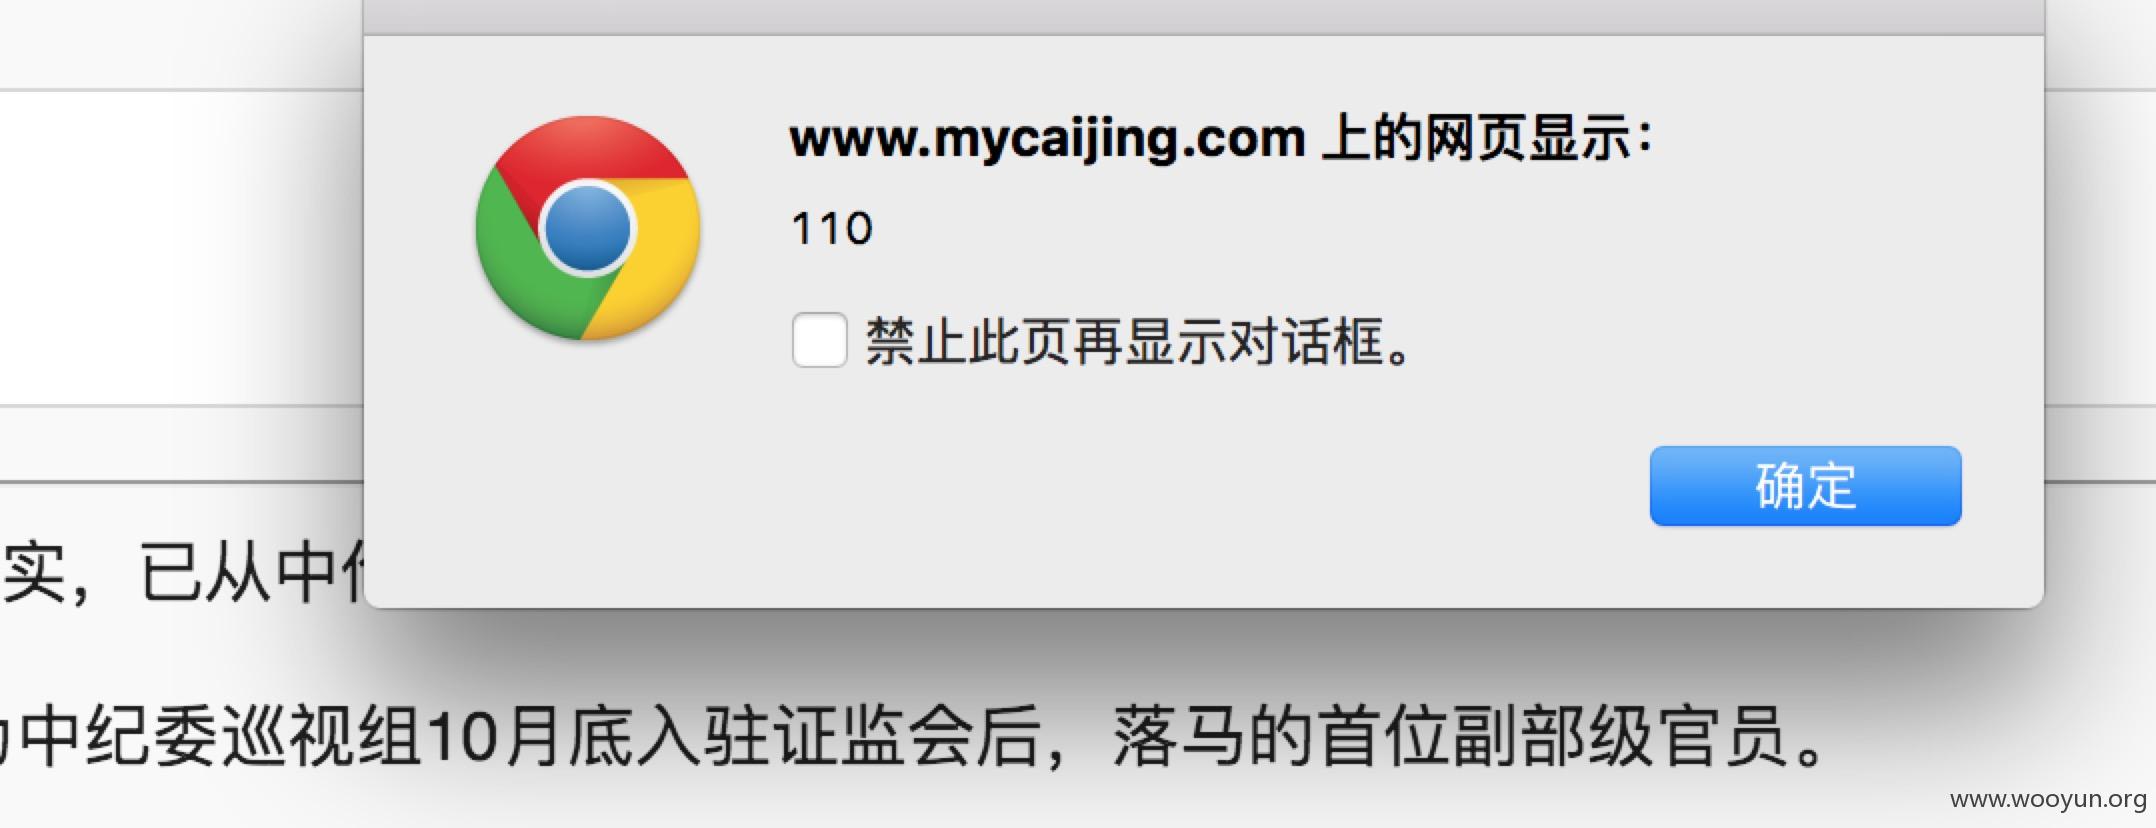 www.mycaijing.com 上的网页显示：
110
禁止此页再显示对话框。
确定
实，已从中
中纪委巡视组10月底入驻证监会后，落马的首位副部级官员。
www.wooyun.org